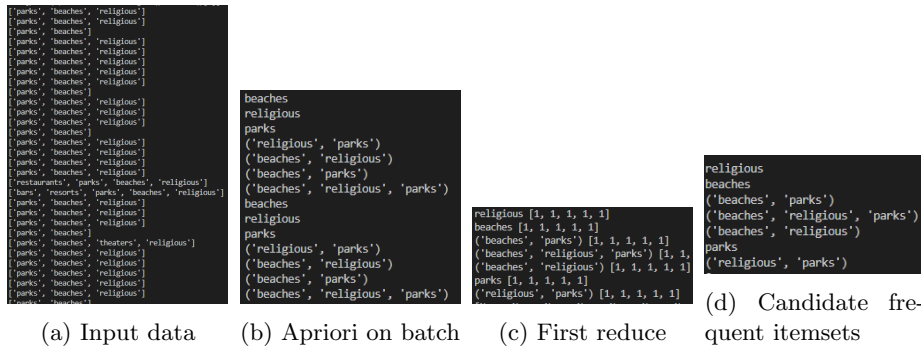 ['parks', 'beaches', 'religious']
['parks', 'beaches', 'religious']
['parks', 'beaches']
['parks', 'beaches', 'religious']
['parks', 'beaches', 'religious']
['parks', 'beaches', 'religious']
['parks', 'beaches', 'religious']
['parks', 'beaches', 'religious']
['parks', 'beaches']
['parks', 'beaches', 'religious']
['parks', 'beaches', 'religious']
['parks', 'beaches', 'religious']
['parks', 'beaches']
['parks', 'beaches', 'religious']
['parks', 'beaches', 'religious']
['parks', 'beaches', 'religious']
['parks', 'beaches', 'religious']
['restaurants', 'parks', 'beaches', 'religious']
['bars', 'resorts', 'parks', 'beaches', 'religious']
['parks', 'beaches', 'religious']
['parks', 'beaches', 'religious']
['parks', 'beaches', 'religious']
['parks', 'beaches']
['parks', 'beaches', 'theaters', 'religious']
['parks', 'beaches', 'religious']
['parks', 'beaches', 'religious']
['parks', 'beaches', 'religious']
['parks', 'beaches', 'religious']
['parks', 'beaches', 'religious']
['parks', 'beaches']
(a) Input data
beaches
religious
parks
('religious', 'parks')
('beaches', 'religious')
('beaches', 'parks')
('beaches', 'religious', 'parks')
beaches
religious
parks
('religious', 'parks')
('beaches', 'religious')
('beaches', 'parks')
('beaches', 'religious', 'parks')
(b) Apriori on batch
religious [1, 1, 1, 1, 1]
beaches [1, 1, 1, 1, 1]
('beaches', 'parks') [1, 1, 1, 1, 1]
('beaches', 'religious', 'parks') [1, 1,
('beaches', 'religious') [1, 1, 1, 1, 1]
parks [1, 1, 1, 1, 1]
('religious', 'parks') [1, 1, 1, 1, 1]
(c) First reduce
religious
beaches
('beaches', 'parks')
('beaches', 'religious', 'parks')
('beaches', 'religious')
parks
('religious', 'parks')
(d) Candidate fre-
quent itemsets